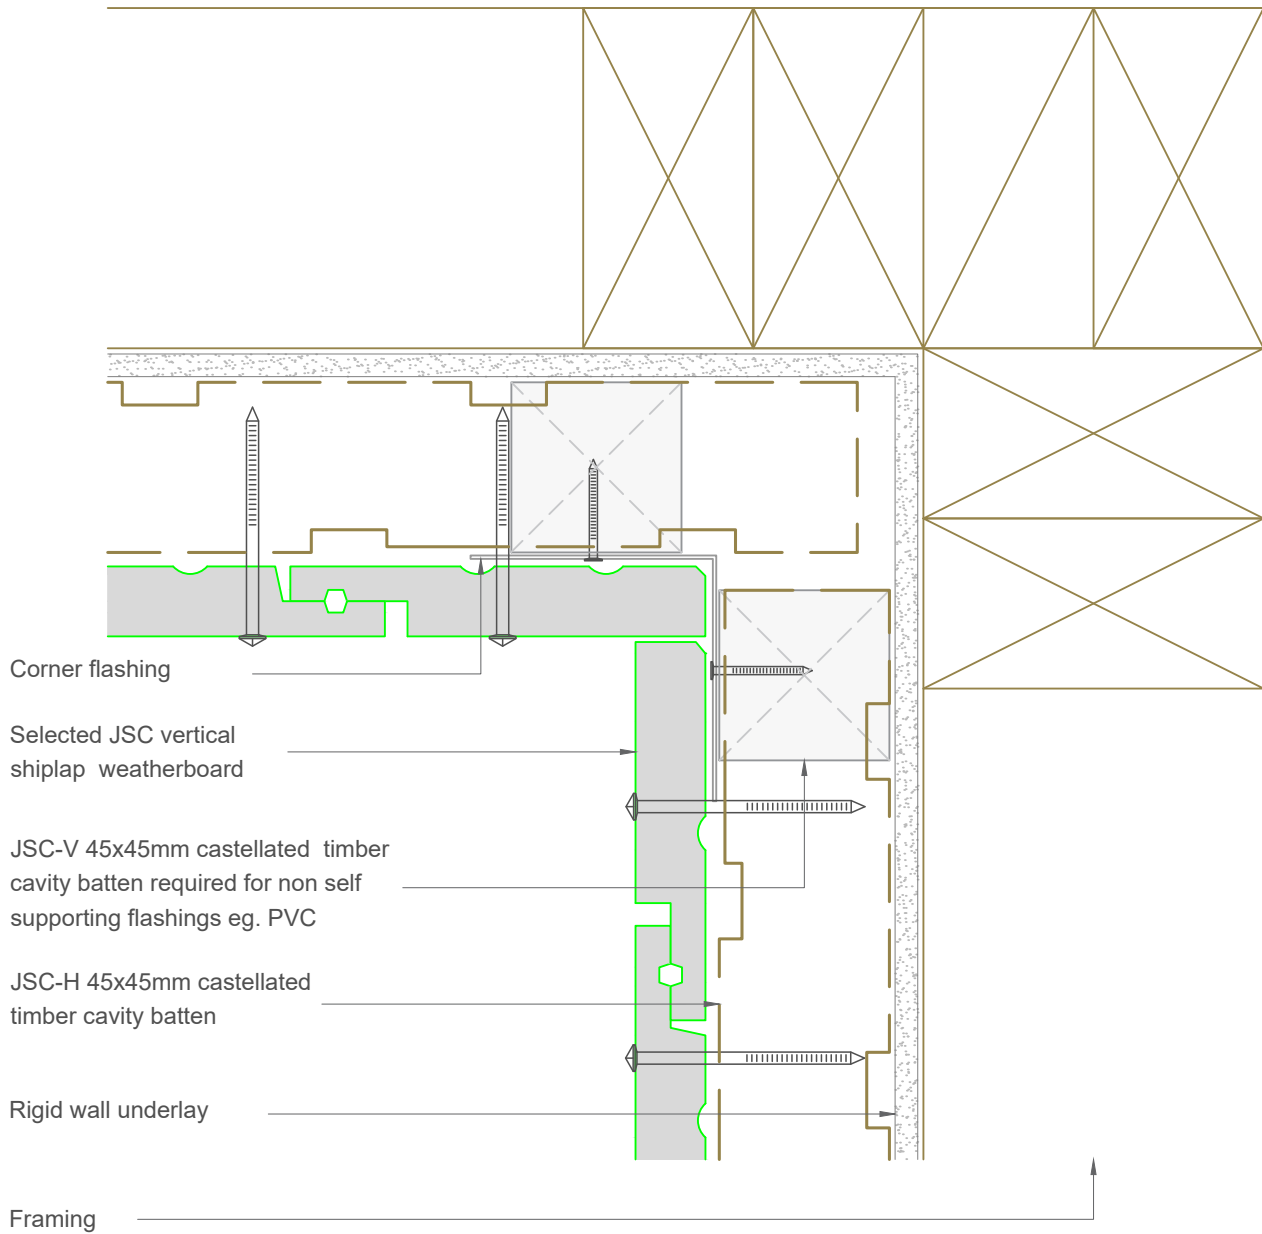 Corner flashing
Selected JSC vertical
shiplap weatherboard
JSC-V 45x45mm castellated timber
cavity batten required for non self
supporting flashings eg. PVC
JSC-H 45x45mm castellated
timber cavity batten
Rigid wall underlay
Framing